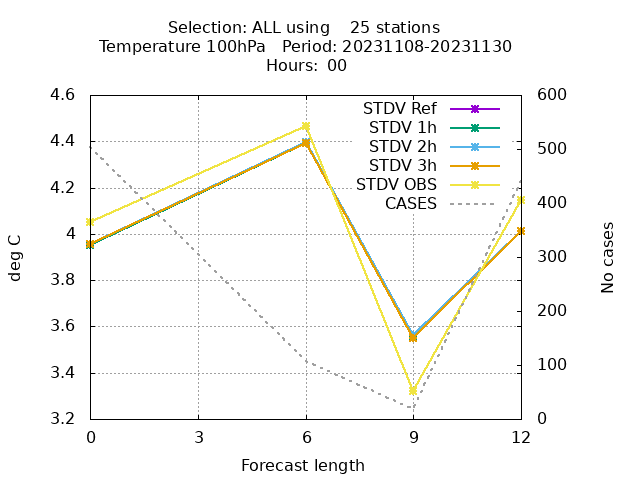 Selection: ALL using    25 stations
Temperature 100hPa   Period: 20231108-20231130
Hours: 00
4.6
4.4
4.2
4
3.8
3.6
3.4
3.2
deg C
STDV Ref
STDV 1h
STDV 2h
STDV 3h
STDV OBS
CASES
600
500
400
300
200
100
0
No cases
0 3 6 9 12
Forecast length